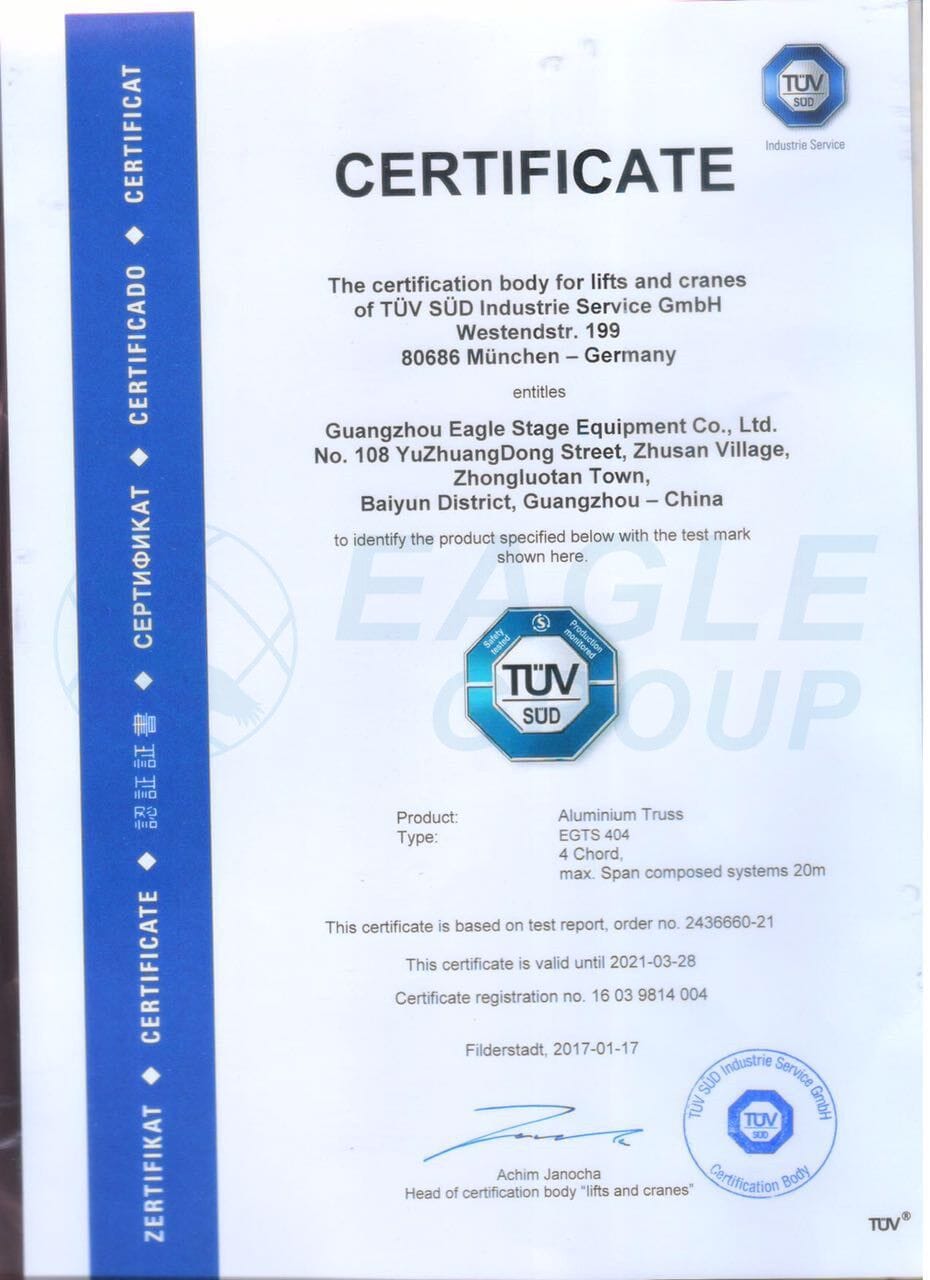 TÜV
SÜD
Industrie Service
CERTIFICATE
The certification body for lifts and cranes
of TÜV SÜD Industrie Service GmbH
Westendstr. 199
80686 München – Germany
entitles
Guangzhou Eagle Stage Equipment Co., Ltd.
No. 108 YuZhuangDong Street, Zhusan Village,
Zhongluotan Town,
Baiyun District, Guangzhou – China
to identify the product specified below with the test mark
shown here.
EAGLE
GROUP
Safety
tested
Production
monitored
TÜV
SÜD
Product: Aluminium Truss
Type: EGTS 404
4 Chord,
max. Span composed systems 20m
This certificate is based on test report, order no. 2436660-21
This certificate is valid until 2021-03-28
Certificate registration no. 16 03 9814 004
Filderstadt, 2017-01-17
Achim Janocha
Head of certification body "lifts and cranes"
TÜV SÜD Industrie Service GmbH
TÜV
SÜD
Certification Body
TÜV®
ZERTIFIKAT ◆ CERTIFICATE ◆ 認証証書 ◆ СЕРТИФИКАТ ◆ CERTIFICADO ◆ CERTIFICAT